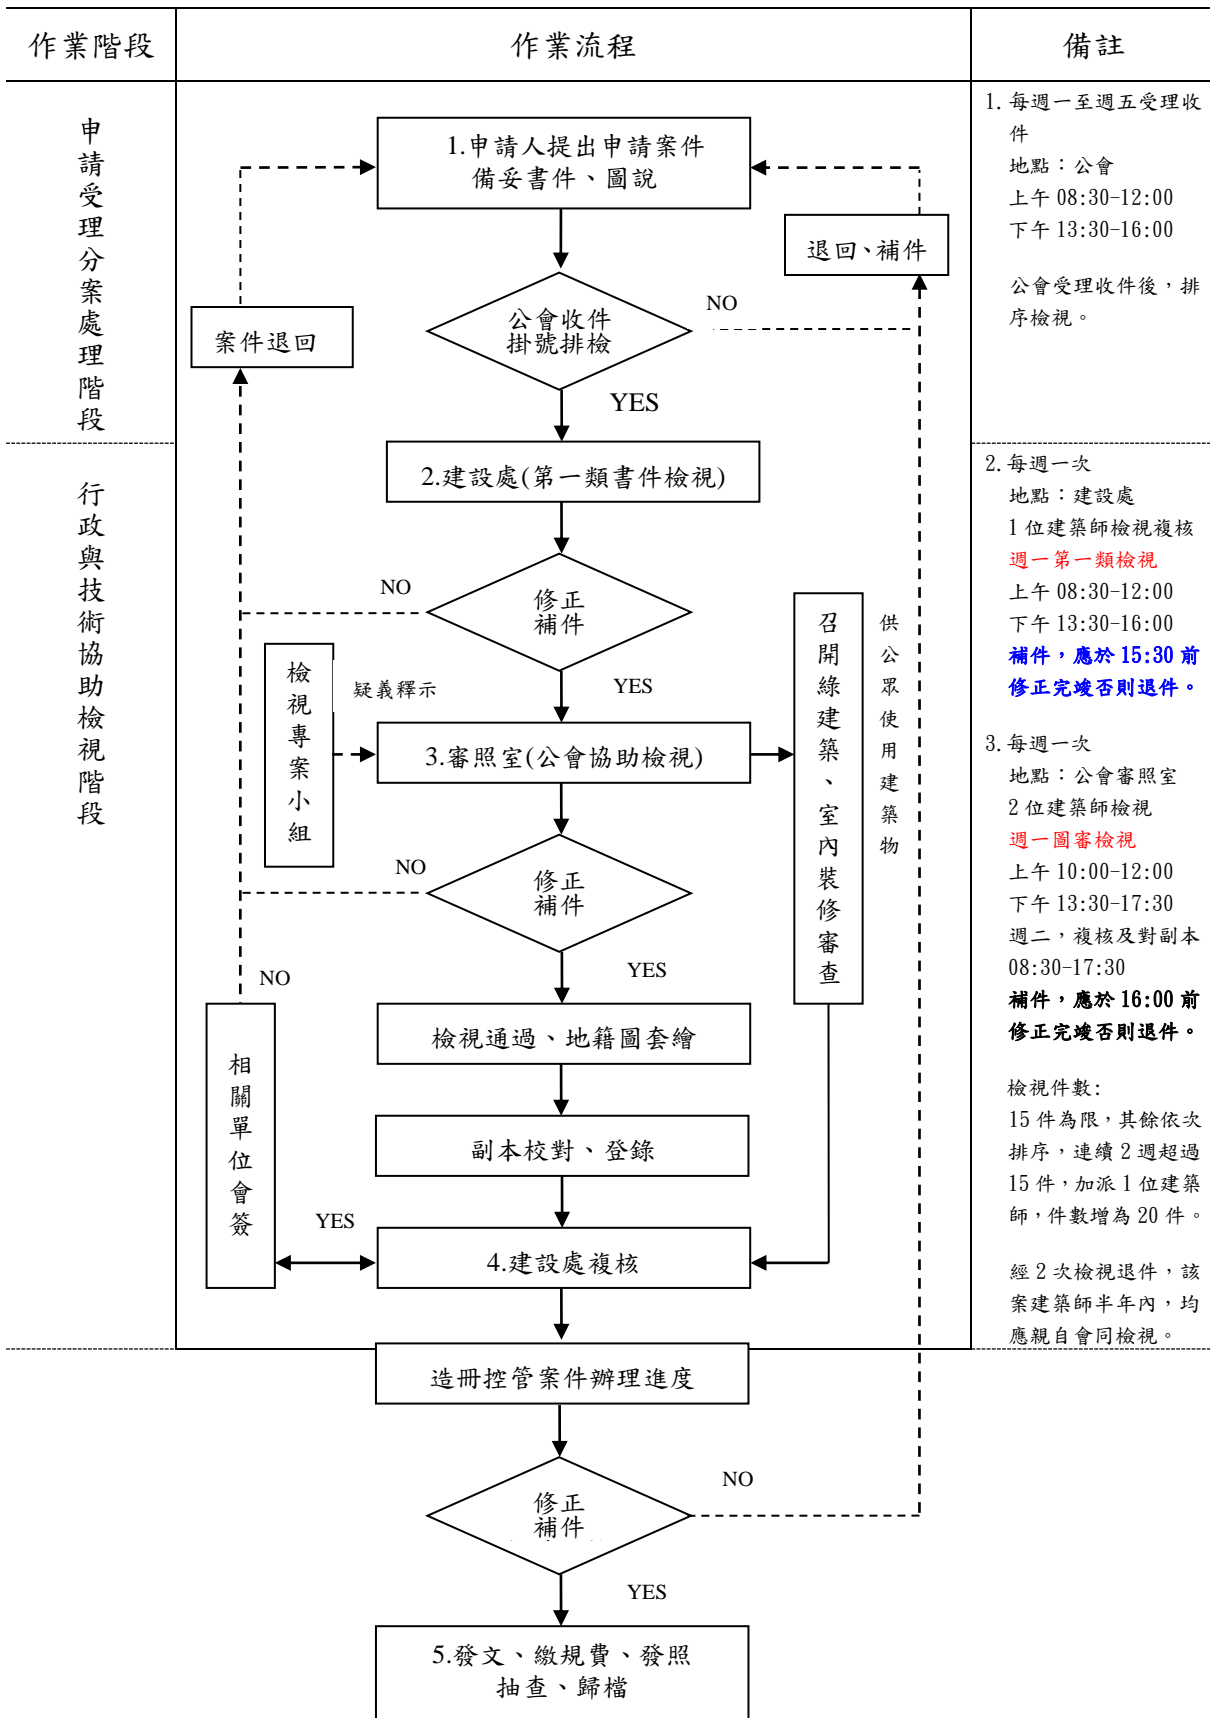 作業階段
作業流程
備註
申請受理分案處理階段
1.申請人提出申請案件
備妥書件、圖說
退回、補件
案件退回
公會收件
掛號排檢
NO
YES
1.每週一至週五受理收
件
地點：公會
上午 08:30-12:00
下午 13:30-16:00
公會受理收件後，排
序檢視。
行政與技術協助檢視階段
2.建設處(第一類書件檢視)
NO
修正
補件
YES
檢視專案小組
疑義釋示
3.審照室(公會協助檢視)
召開綠建築、室內裝修審查
供公眾使用建築物
NO
修正
補件
YES
NO
相關單位會簽
檢視通過、地籍圖套繪
副本校對、登錄
YES
4.建設處複核
2.每週一次
地點：建設處
1 位建築師檢視複核
週一第一類檢視
上午 08:30-12:00
下午 13:30-16:00
補件，應於 15:30 前
修正完竣否則退件。
3.每週一次
地點：公會審照室
2 位建築師檢視
週一圖審檢視
上午 10:00-12:00
下午 13:30-17:30
週二，複核及對副本
08:30-17:30
補件，應於 16:00 前
修正完竣否則退件。
檢視件數:
15 件為限，其餘依次
排序，連續 2 週超過
15 件，加派 1 位建築
師，件數增為 20 件。
經 2 次檢視退件，該
案建築師半年內，均
應親自會同檢視。
造冊控管案件辦理進度
修正
補件
NO
YES
5.發文、繳規費、發照
抽查、歸檔